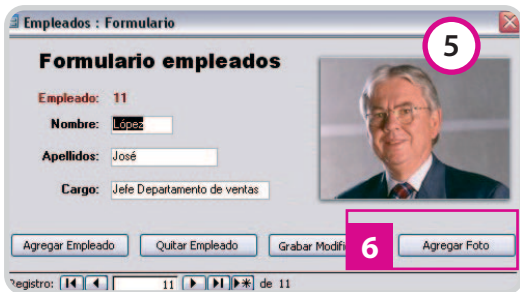 Empleados : Formulario
5
Formulario empleados
Empleado: 11
Nombre: López
Apellidos: José
Cargo: Jefe Departamento de ventas
Agregar Empleado Quitar Empleado Grabar Modifi 6 Agregar Foto
Registro: 11 de 11